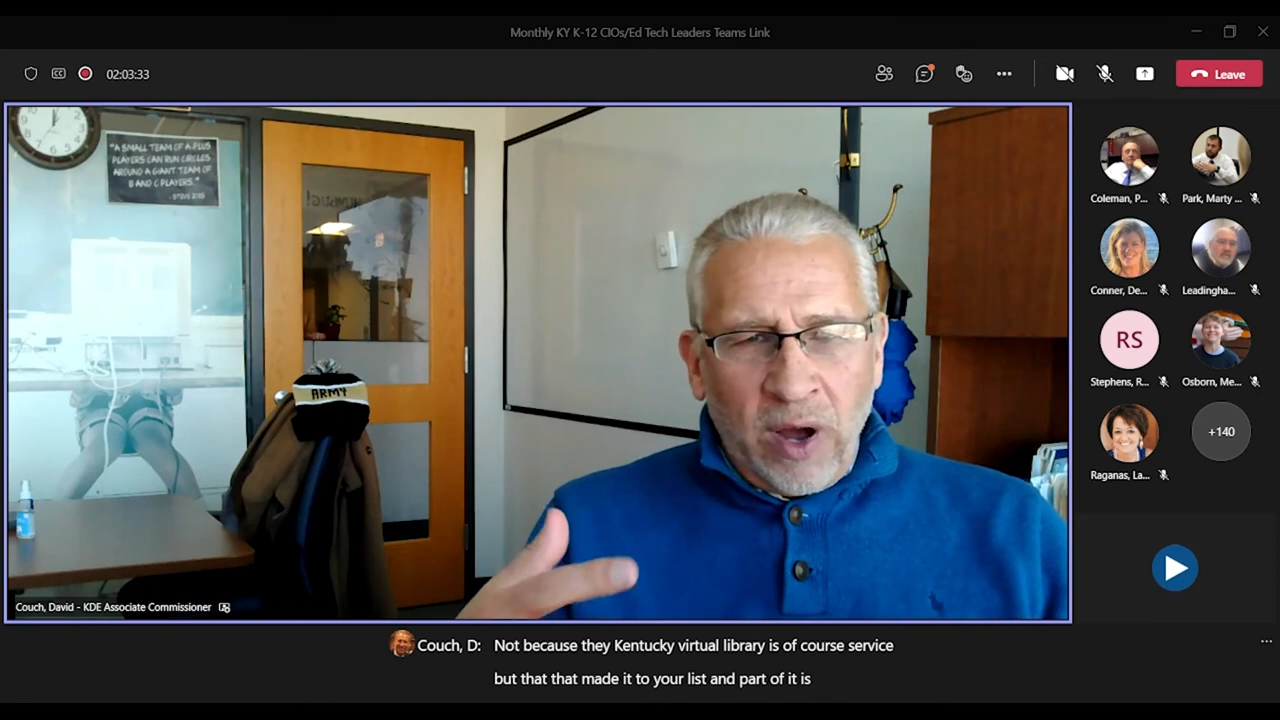 Monthly KY K-12 CIOs/Ed Tech Leaders Teams Link
CC
02:03:33
Leave
"A SMALL TEAM OF A-PLUS
PLAYERS CAN RUN CIRCLES
AROUND A GIANT TEAM OF
B AND C PLAYERS."
ARMY
Coleman, P...
Park, Marty ...
Conner, De...
Leadingha...
RS
Stephens, R...
Osborn, Me...
+140
Raganas, La...
Couch, David - KDE Associate Commissioner
Couch, D: Not because they Kentucky virtual library is of course service
but that that made it to your list and part of it is